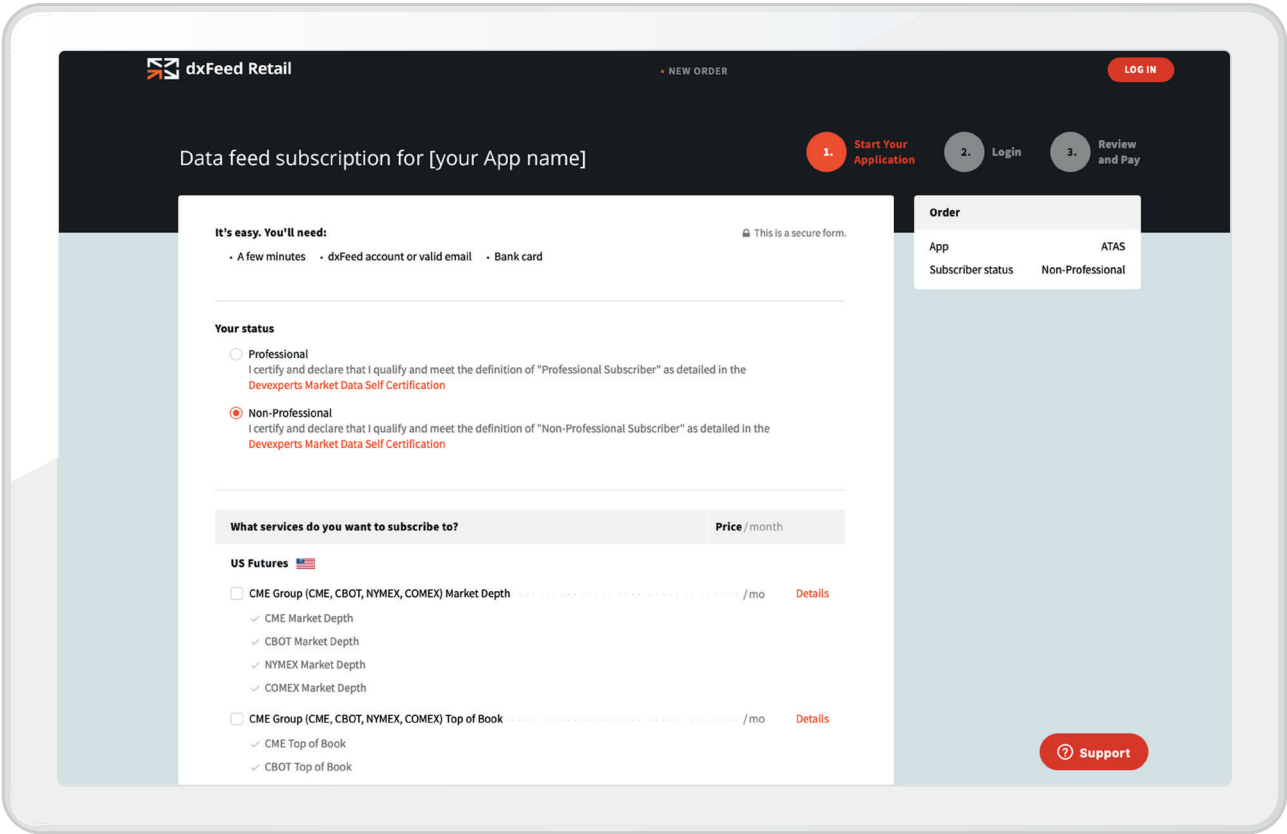 dxFeed Retail
• NEW ORDER
LOG IN
Data feed subscription for [your App name]
1.
Start Your
Application
2.
Login
3.
Review
and Pay
It's easy. You'll need:
This is a secure form.
• A few minutes • dxFeed account or valid email • Bank card
Order
App ATAS
Subscriber status Non-Professional
Your status
Professional
I certify and declare that I qualify and meet the definition of "Professional Subscriber" as detailed in the
Devexperts Market Data Self Certification
Non-Professional
I certify and declare that I qualify and meet the definition of "Non-Professional Subscriber" as detailed in the
Devexperts Market Data Self Certification
What services do you want to subscribe to? Price / month
US Futures
CME Group (CME, CBOT, NYMEX, COMEX) Market Depth /mo Details
CME Market Depth
CBOT Market Depth
NYMEX Market Depth
COMEX Market Depth
CME Group (CME, CBOT, NYMEX, COMEX) Top of Book /mo Details
CME Top of Book
CBOT Top of Book
? Support